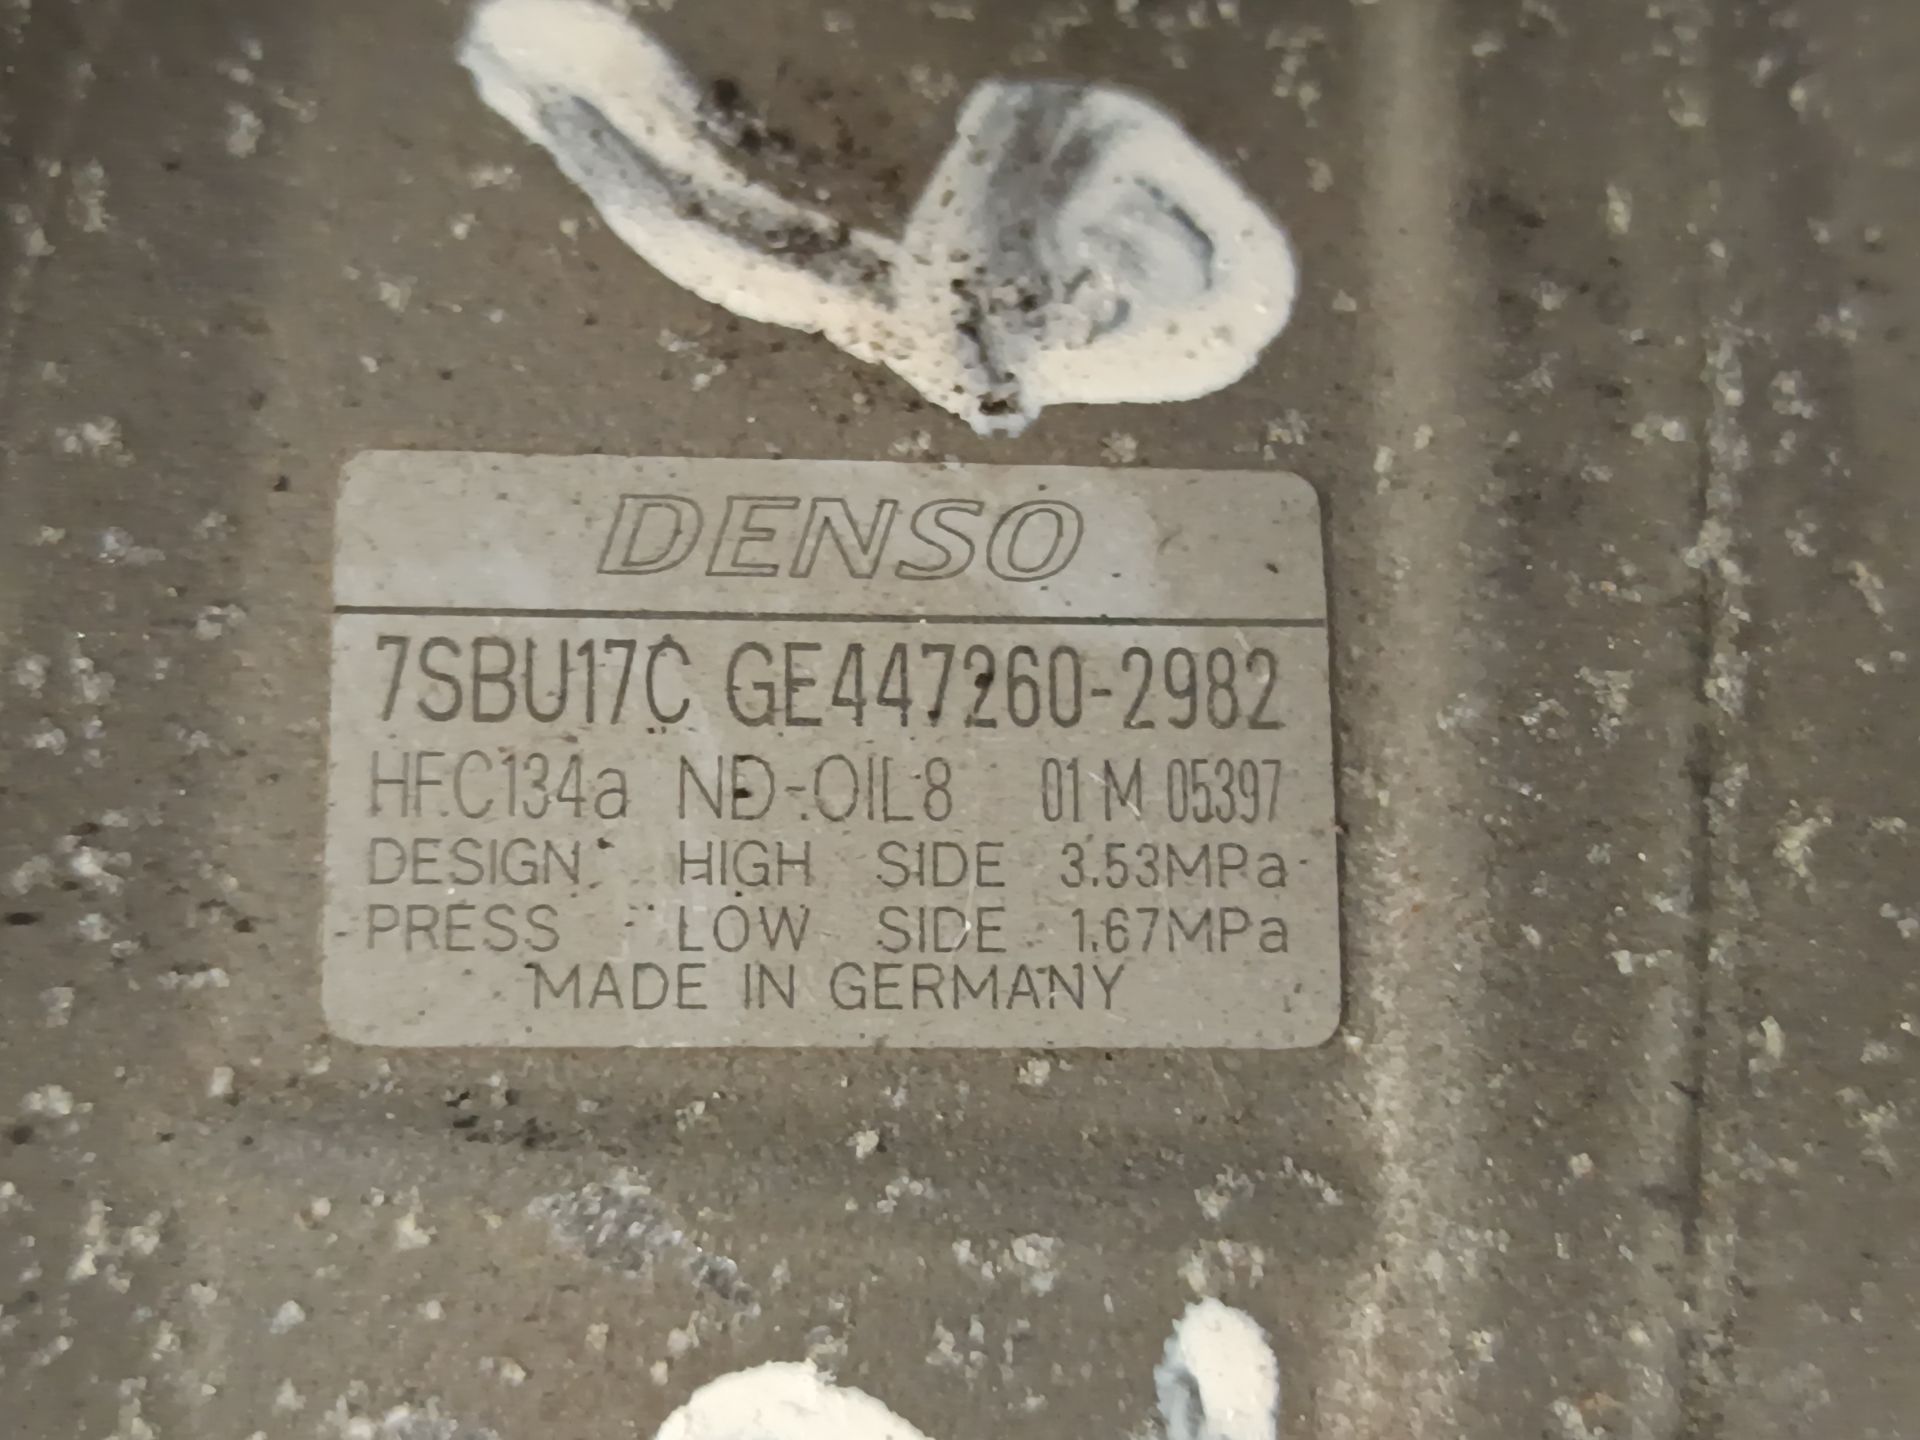 DENSO
7SBU17C GE447260-2982
HFC134a ND-OIL8 01 M 05397
DESIGN HIGH SIDE 3.53MPa
PRESS LOW SIDE 1.67MPa
MADE IN GERMANY